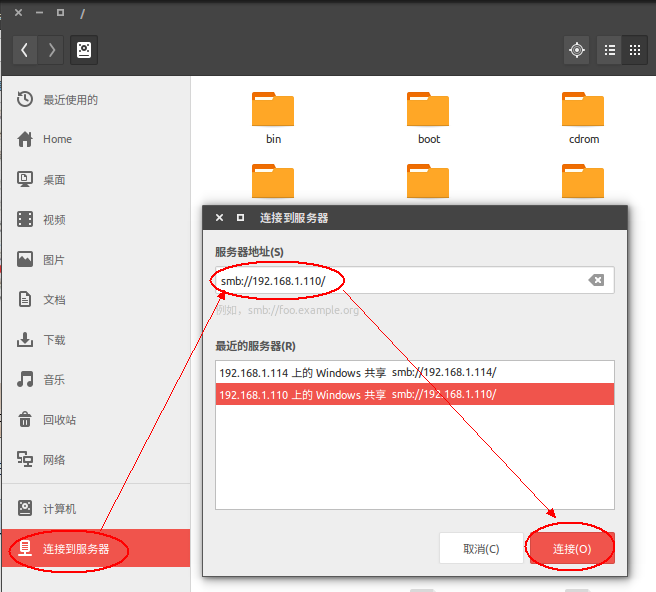 /
最近使用的
Home
桌面
视频
图片
文档
下载
音乐
回收站
网络
计算机
连接到服务器
bin
boot
cdrom
连接到服务器
服务器地址(S)
smb://192.168.1.110/
例如，smb://foo.example.org
最近的服务器(R)
192.168.1.114 上的 Windows 共享 smb://192.168.1.114/
192.168.1.110 上的 Windows 共享 smb://192.168.1.110/
取消(C)
连接(O)